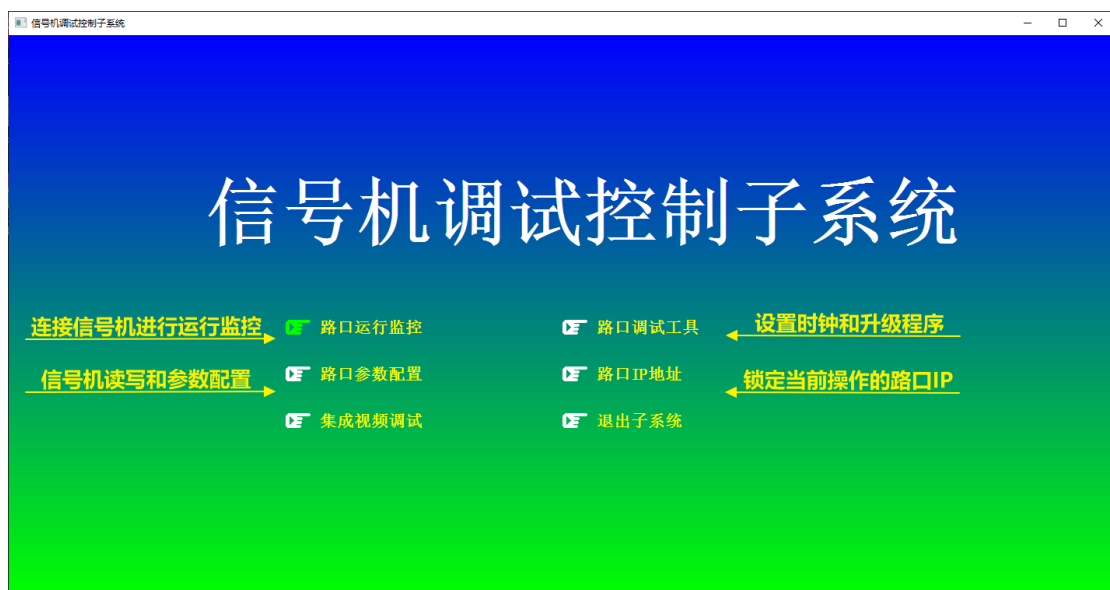 信号机调试控制子系统
信号机调试控制子系统
连接信号机进行运行监控
路口运行监控
路口调试工具
设置时钟和升级程序
信号机读写和参数配置
路口参数配置
路口IP地址
锁定当前操作的路口IP
集成视频调试
退出子系统